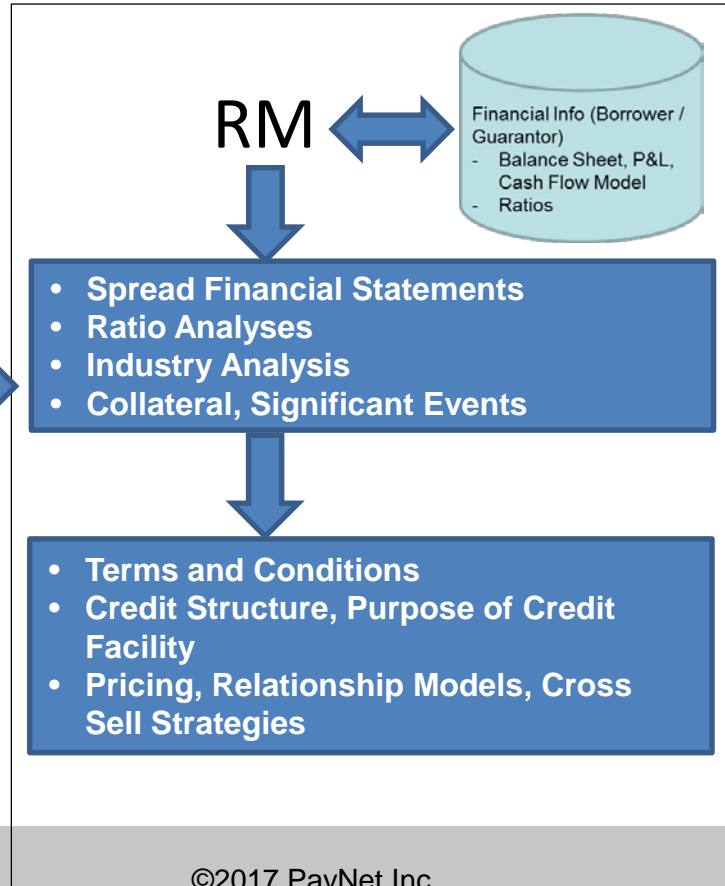 RM
Financial Info (Borrower /
Guarantor)
- Balance Sheet, P&L,
Cash Flow Model
- Ratios
• Spread Financial Statements
• Ratio Analyses
• Industry Analysis
• Collateral, Significant Events
• Terms and Conditions
• Credit Structure, Purpose of Credit
Facility
• Pricing, Relationship Models, Cross
Sell Strategies
©2017 PayNet Inc